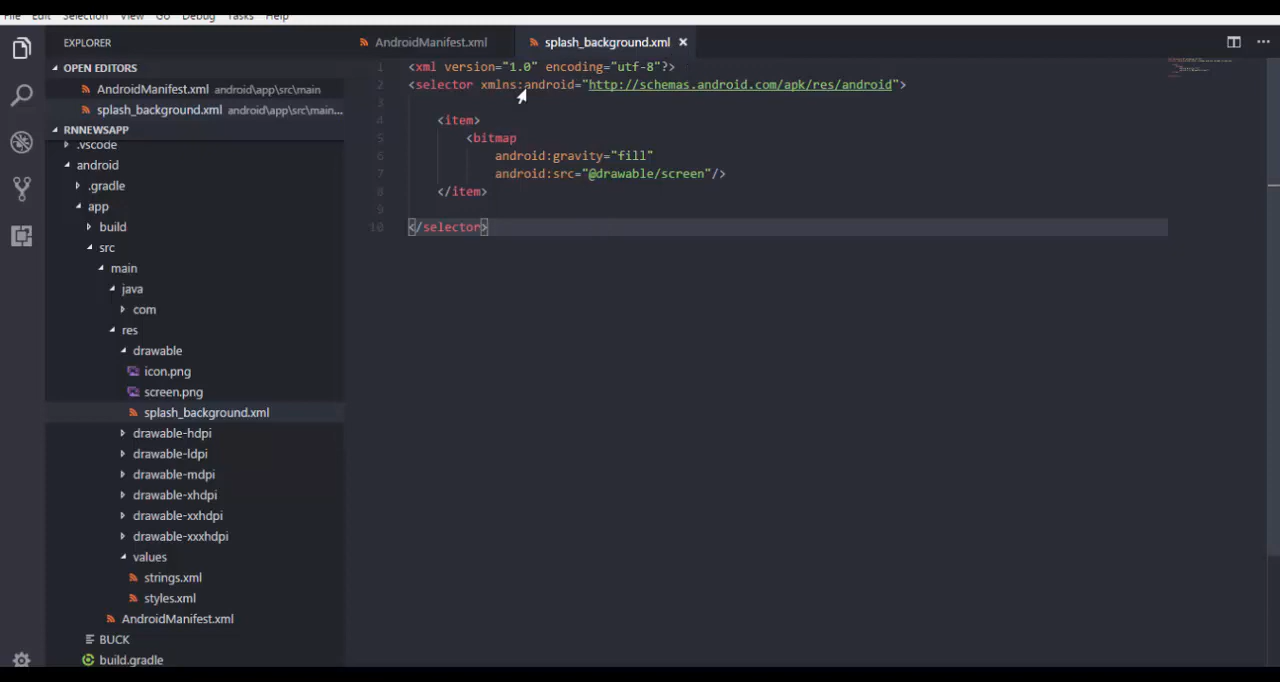 File Edit Selection View Go Debug Tasks Help
EXPLORER
OPEN EDITORS
AndroidManifest.xml android\app\src\main
splash_background.xml android\app\src\main...
RNNEWSAPP
.vscode
android
.gradle
app
build
src
main
java
com
res
drawable
icon.png
screen.png
splash_background.xml
drawable-hdpi
drawable-ldpi
drawable-mdpi
drawable-xhdpi
drawable-xxhdpi
drawable-xxxhdpi
values
strings.xml
styles.xml
AndroidManifest.xml
BUCK
build.gradle
AndroidManifest.xml splash_background.xml
1 <xml version="1.0" encoding="utf-8"?>
2 <selector xmlns:android="http://schemas.android.com/apk/res/android">
3
4 <item>
5 <bitmap
6 android:gravity="fill"
7 android:src="@drawable/screen"/>
8 </item>
9
10 </selector>